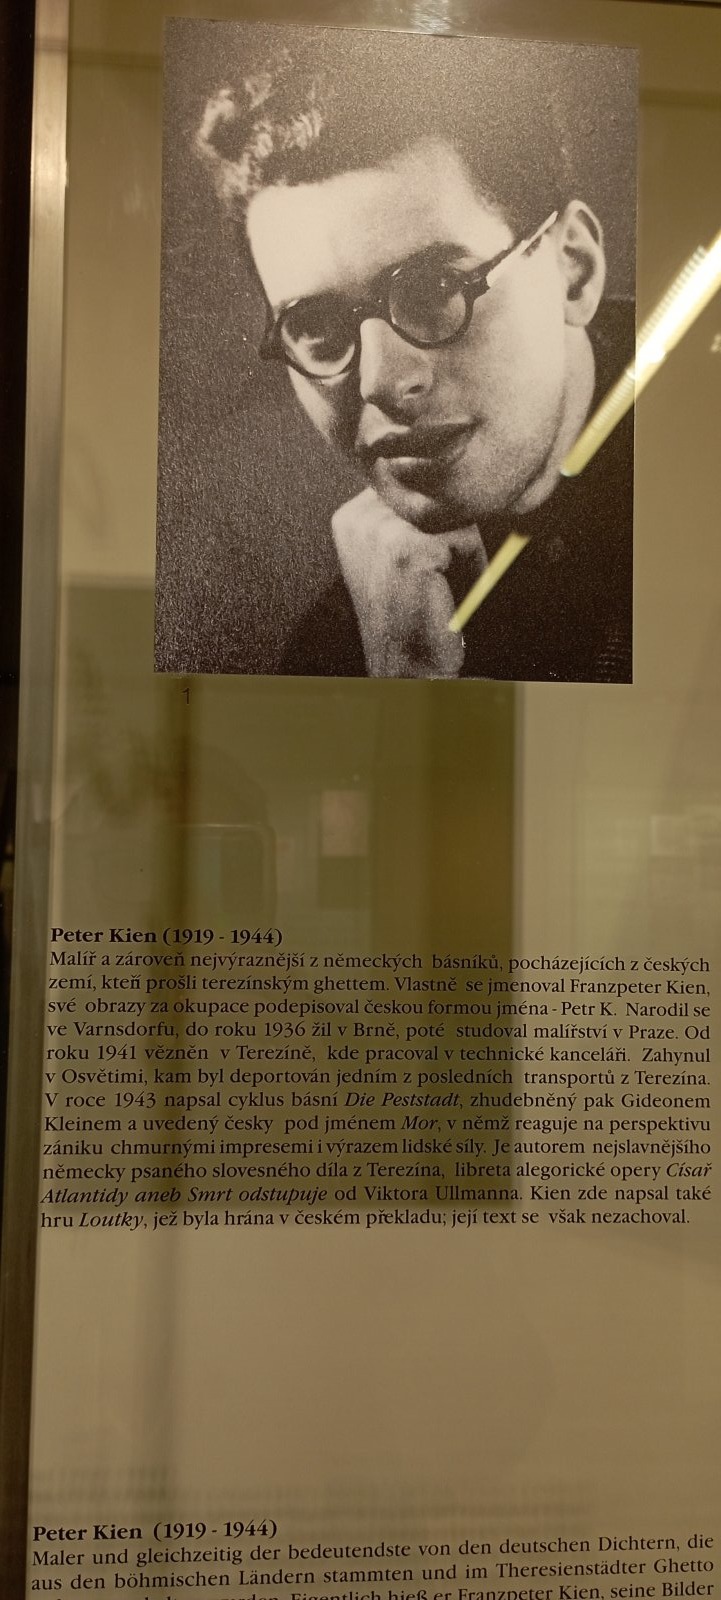 1
Peter Kien (1919 - 1944)
Malíř a zároveň nejvýraznější z německých básníků, pocházejících z českých
zemí, kteří prošli terezínským ghettem. Vlastně se jmenoval Franzpeter Kien,
své obrazy za okupace podepisoval českou formou jména - Petr K. Narodil se
ve Varnsdorfu, do roku 1936 žil v Brně, poté studoval malířství v Praze. Od
roku 1941 vězněn v Terezíně, kde pracoval v technické kanceláři. Zahynul
v Osvětimi, kam byl deportován jedním z posledních transportů z Terezína.
V roce 1943 napsal cyklus básní Die Peststadt, zhudebněný pak Gideonem
Kleinem a uvedený česky pod jménem Mor, v němž reaguje na perspektivu
zániku chmurnými impresemi i výrazem lidské síly. Je autorem nejslavnějšího
německy psaného slovesného díla z Terezína, libreta alegorické opery Císař
Atlantidy aneb Smrt odstupuje od Viktora Ullmanna. Kien zde napsal také
hru Loutky, jež byla hrána v českém překladu; její text se však nezachoval.
Peter Kien (1919 - 1944)
Maler und gleichzeitig der bedeutendste von den deutschen Dichtern, die
aus den böhmischen Ländern stammten und im Theresienstädter Ghetto
Eigentlich hieß er Franzpeter Kien, seine Bilder